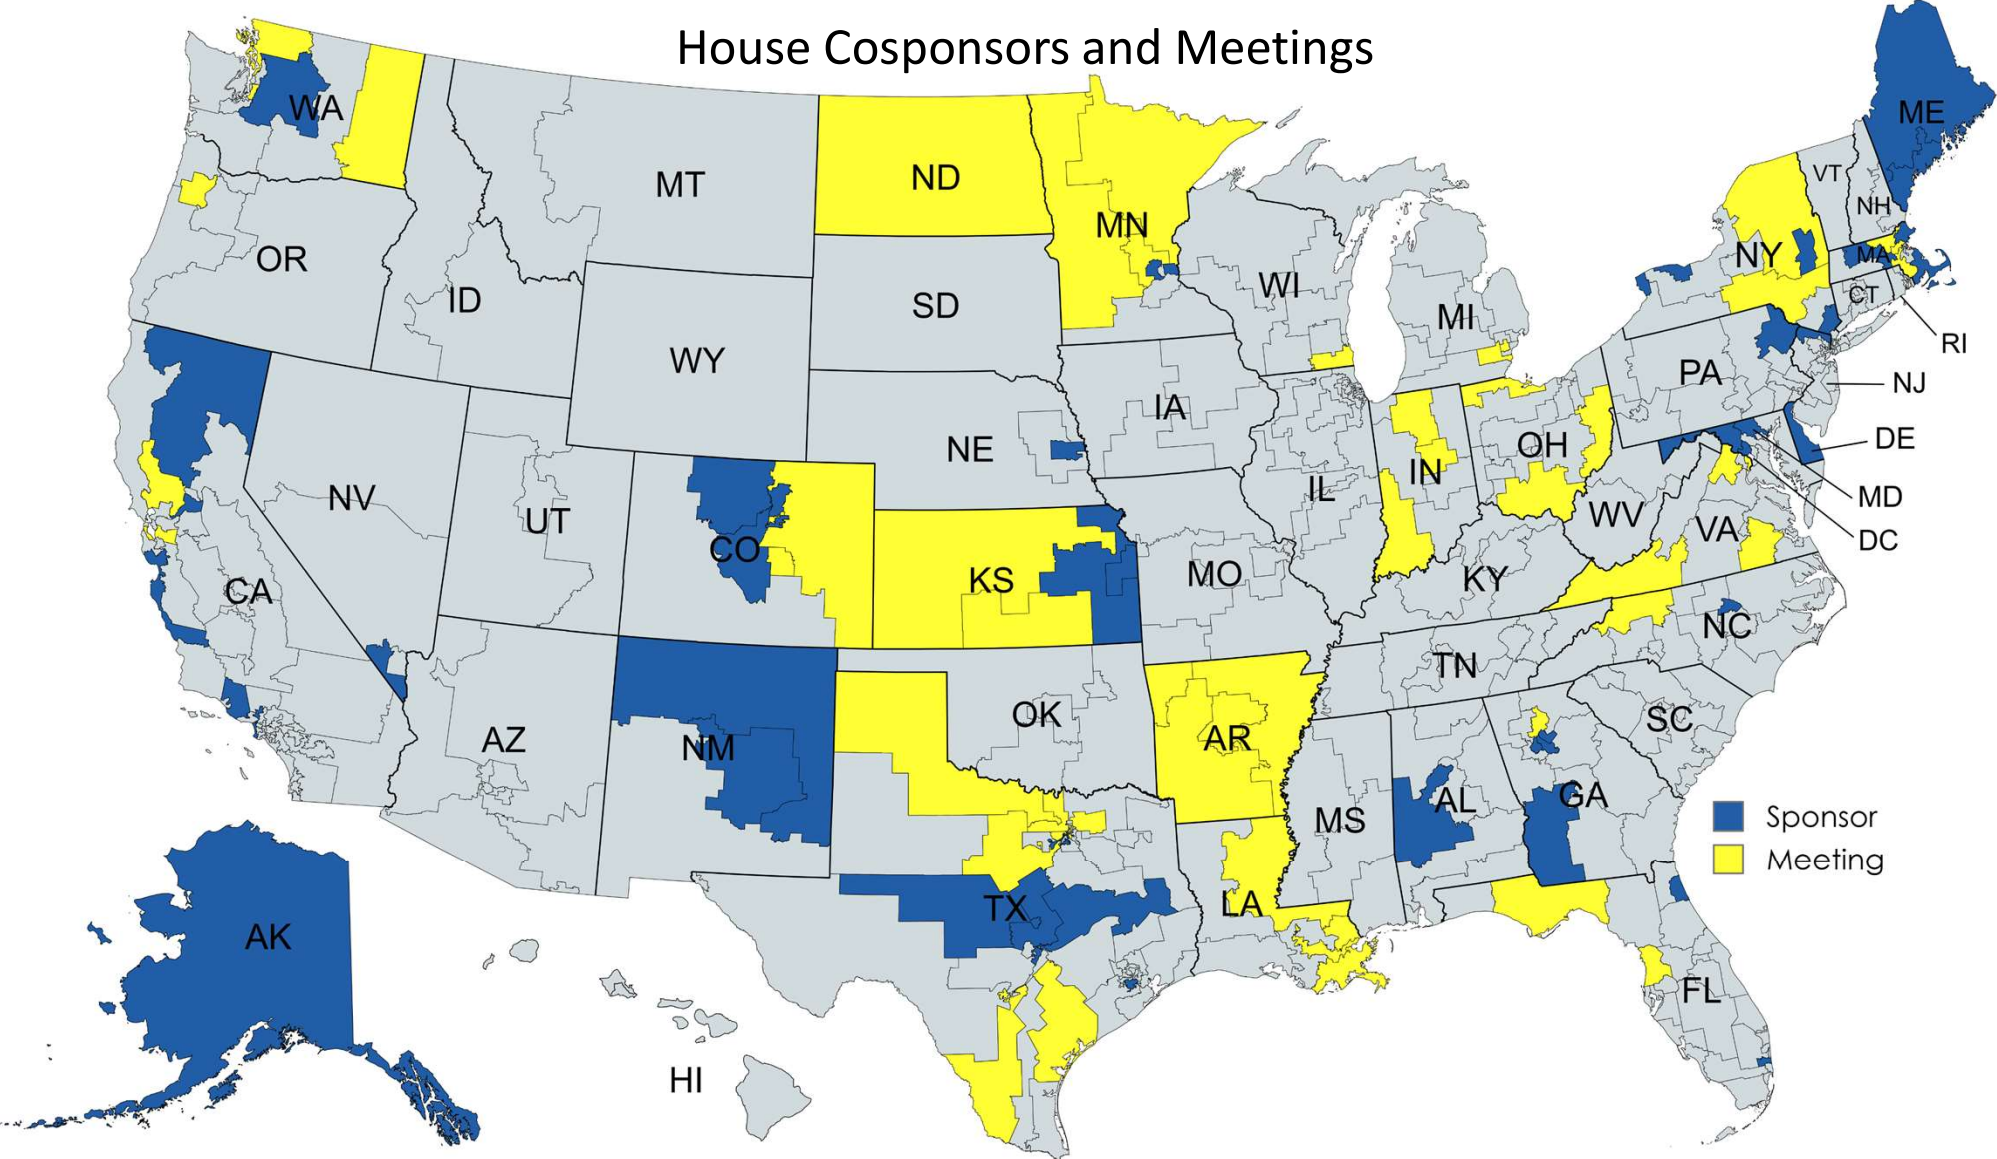 House Cosponsors and Meetings
WA
ME
MT
ND
VT
MN
NH
OR
NY
MA
ID
SD
WI
CT
MI
RI
WY
PA
NJ
IA
DE
NE
OH
IN
IL
NV
MD
UT
WV
VA
CO
DC
KS
MO
KY
CA
NC
TN
OK
SC
AZ
NM
AR
GA
AL
MS
Sponsor
Meeting
LA
TX
AK
FL
HI